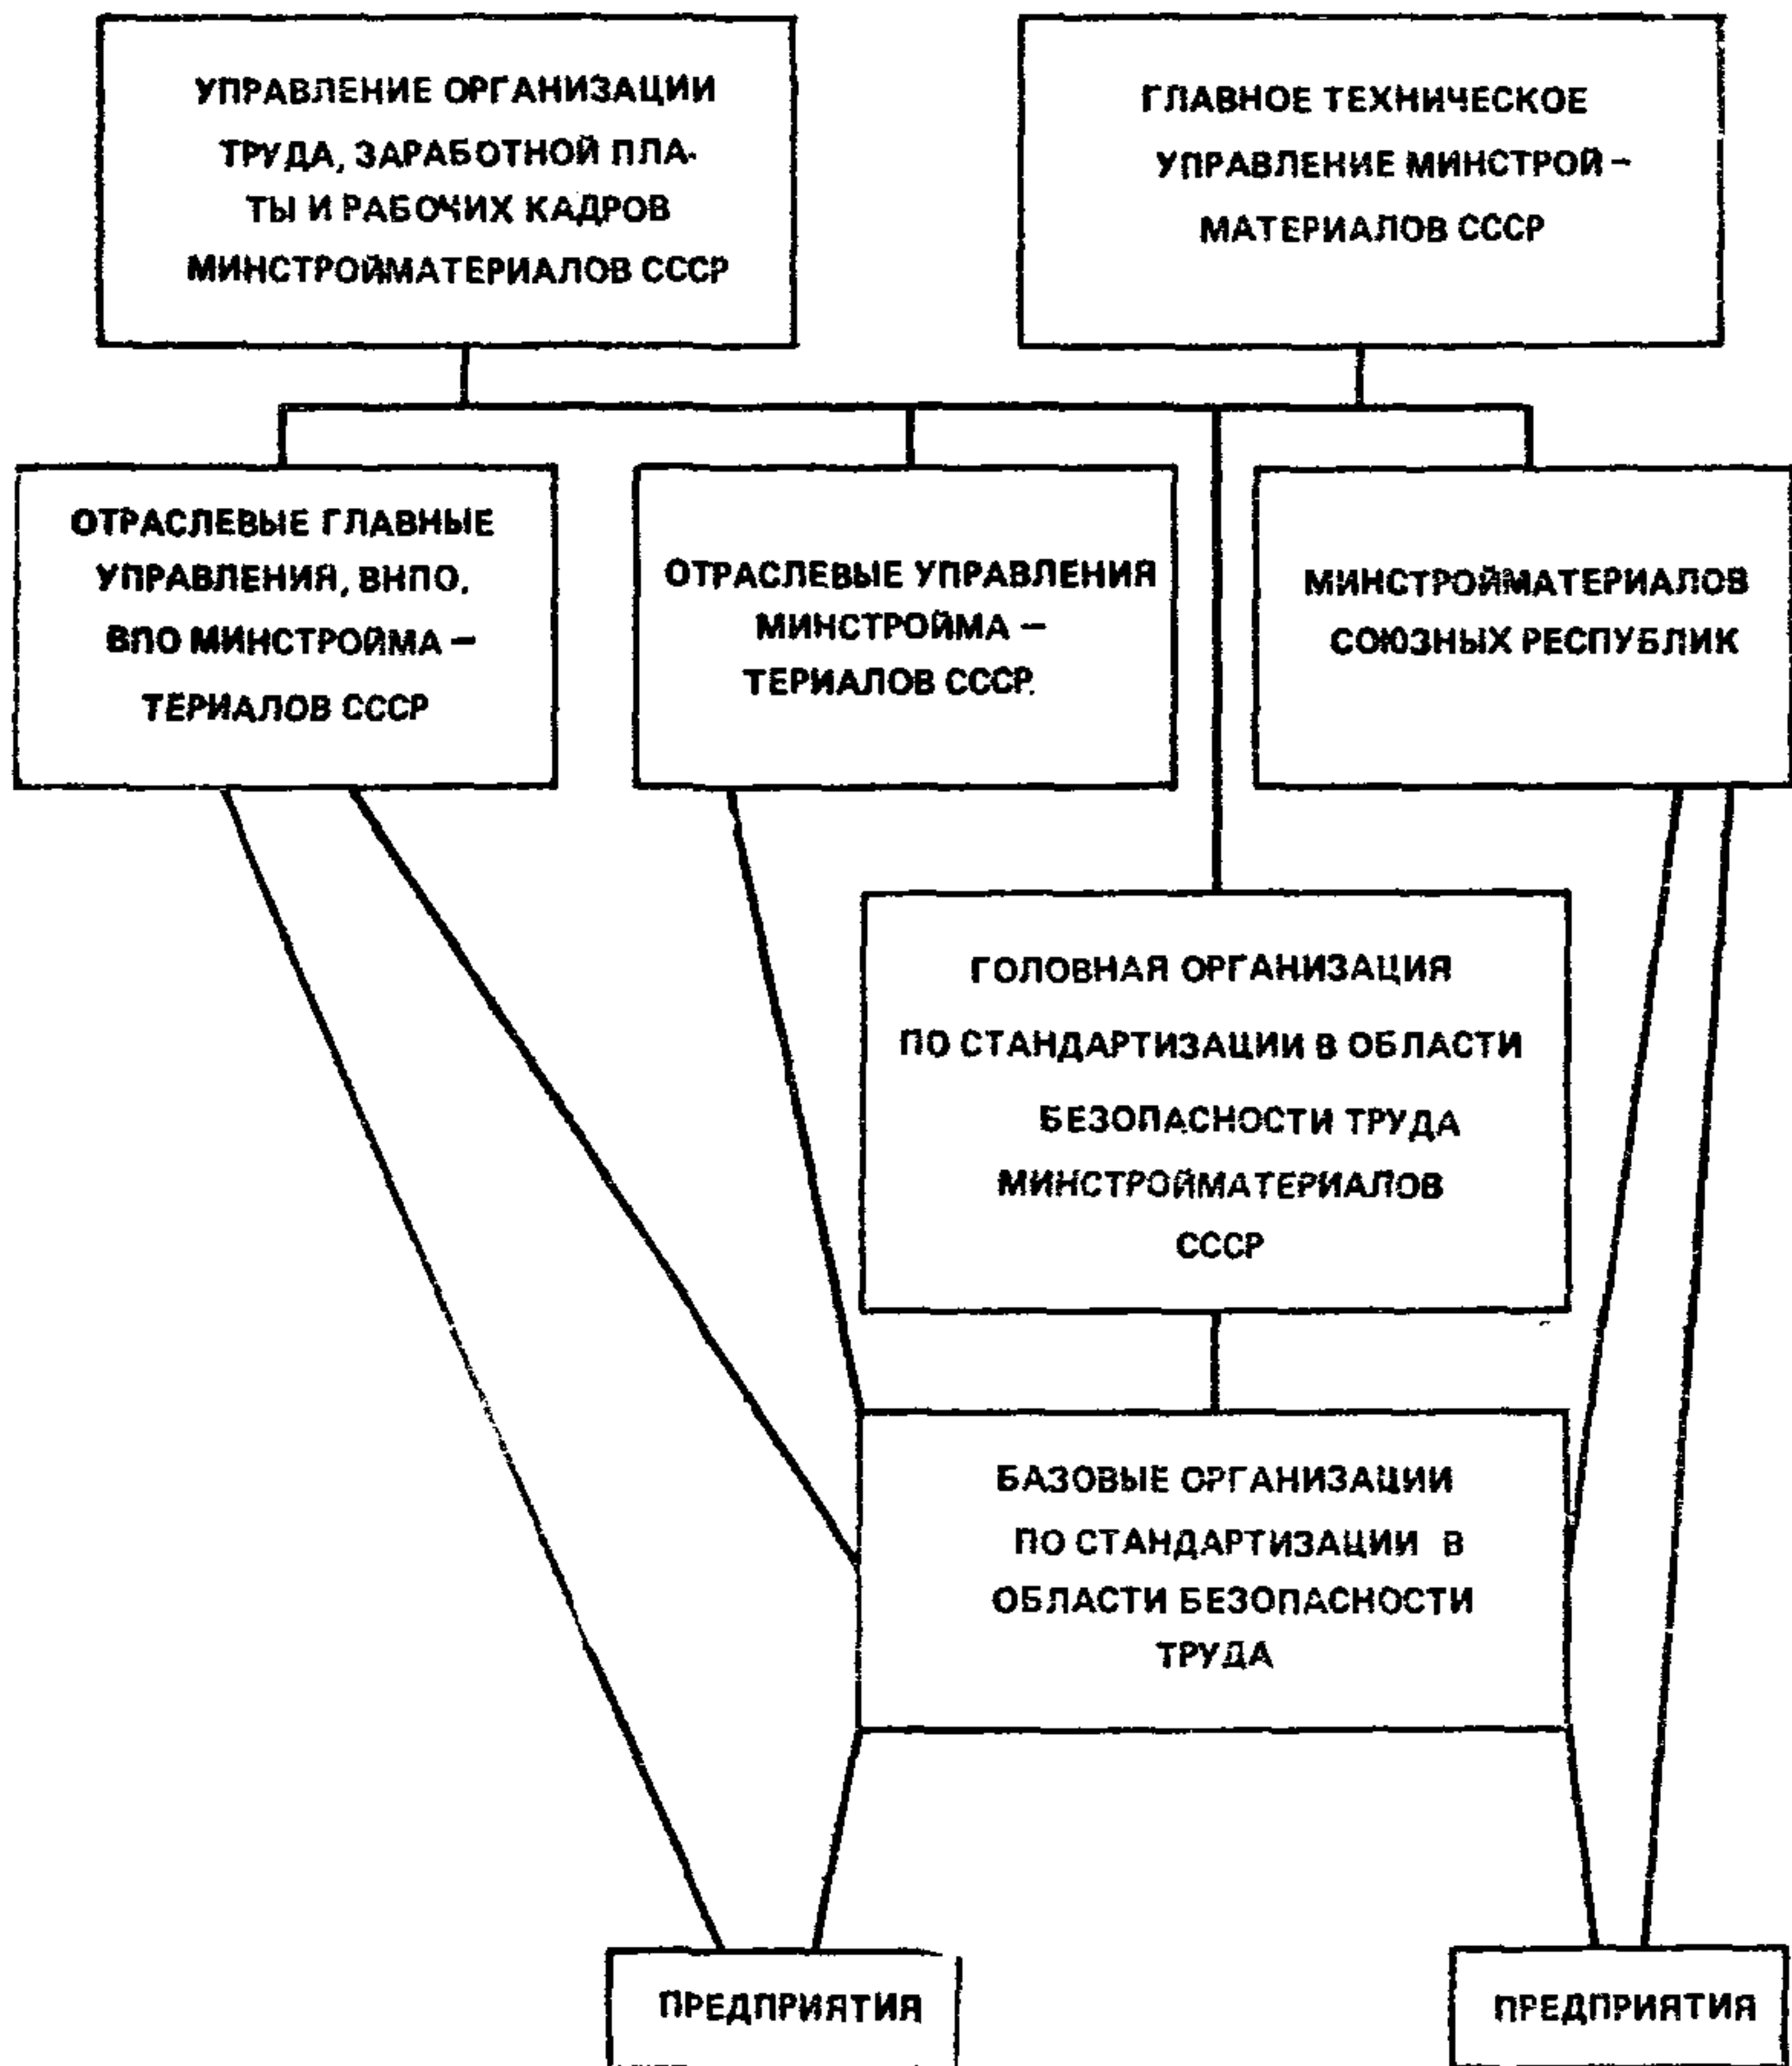 УПРАВЛЕНИЕ ОРГАНИЗАЦИИ
ТРУДА, ЗАРАБОТНОЙ ПЛА-
ТЫ И РАБОЧИХ КАДРОВ
МИНСТРОЙМАТЕРИАЛОВ СССР
ГЛАВНОЕ ТЕХНИЧЕСКОЕ
УПРАВЛЕНИЕ МИНСТРОЙ –
МАТЕРИАЛОВ СССР
ОТРАСЛЕВЫЕ ГЛАВНЫЕ
УПРАВЛЕНИЯ, ВНПО.
ВПО МИНСТРОЙМА –
ТЕРИАЛОВ СССР
ОТРАСЛЕВЫЕ УПРАВЛЕНИЯ
МИНСТРОЙМА –
ТЕРИАЛОВ СССР.
МИНСТРОЙМАТЕРИАЛОВ
СОЮЗНЫХ РЕСПУБЛИК
ГОЛОВНАЯ ОРГАНИЗАЦИЯ
ПО СТАНДАРТИЗАЦИИ В ОБЛАСТИ
БЕЗОПАСНОСТИ ТРУДА
МИНСТРОЙМАТЕРИАЛОВ
СССР
БАЗОВЫЕ ОРГАНИЗАЦИИ
ПО СТАНДАРТИЗАЦИИ В
ОБЛАСТИ БЕЗОПАСНОСТИ
ТРУДА
ПРЕДПРИЯТИЯ
ПРЕДПРИЯТИЯ